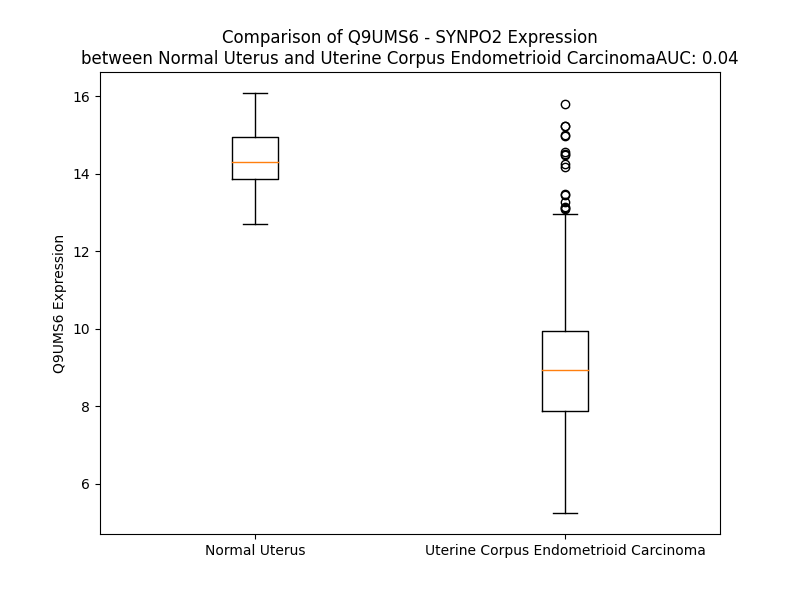 Comparison of Q9UMS6 - SYNPO2 Expression
between Normal Uterus and Uterine Corpus Endometrioid CarcinomaAUC: 0.04
16
14
12
10
8
6
Q9UMS6 Expression
Normal Uterus
Uterine Corpus Endometrioid Carcinoma